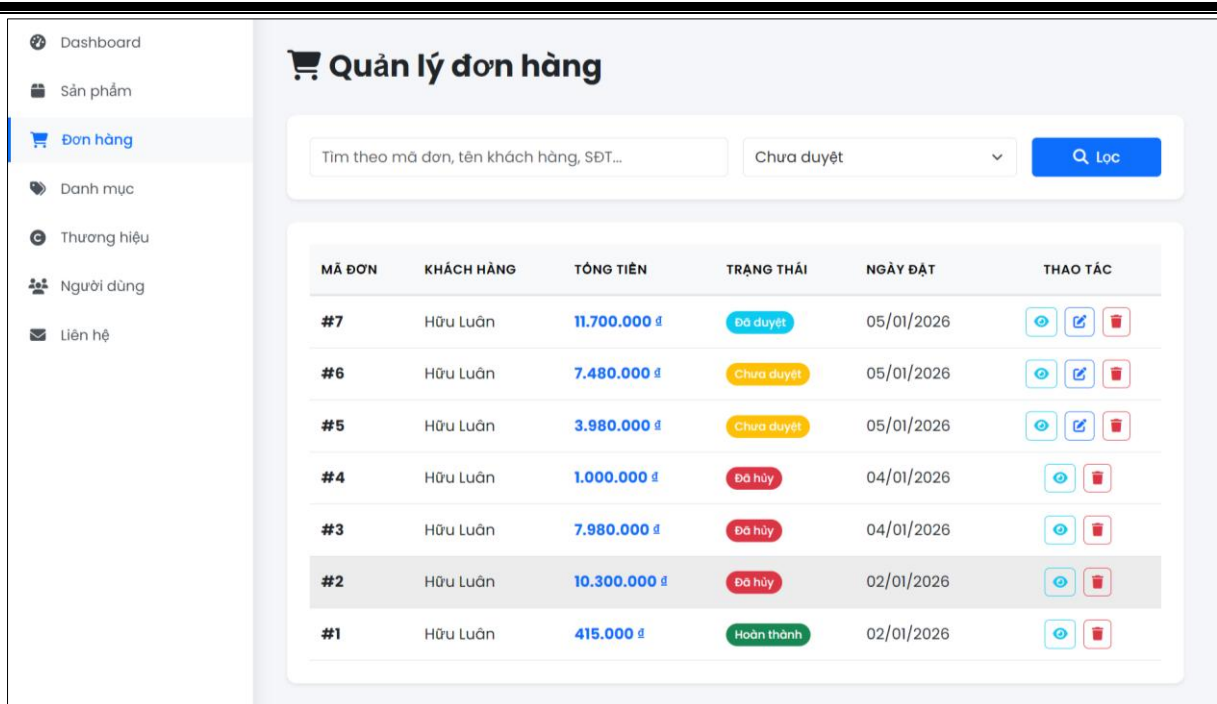 Dashboard
Sản phẩm
Đơn hàng
Danh mục
Thương hiệu
Người dùng
Liên hệ
Quản lý đơn hàng
Tìm theo mã đơn, tên khách hàng, SĐT... Chưa duyệt Lọc
MÃ ĐƠN KHÁCH HÀNG TỔNG TIỀN TRẠNG THÁI NGÀY ĐẶT THAO TÁC
#7 Hữu Luân 11.700.000 ₫ Đã duyệt 05/01/2026
#6 Hữu Luân 7.480.000 ₫ Chưa duyệt 05/01/2026
#5 Hữu Luân 3.980.000 ₫ Chưa duyệt 05/01/2026
#4 Hữu Luân 1.000.000 ₫ Đã hủy 04/01/2026
#3 Hữu Luân 7.980.000 ₫ Đã hủy 04/01/2026
#2 Hữu Luân 10.300.000 ₫ Đã hủy 02/01/2026
#1 Hữu Luân 415.000 ₫ Hoàn thành 02/01/2026